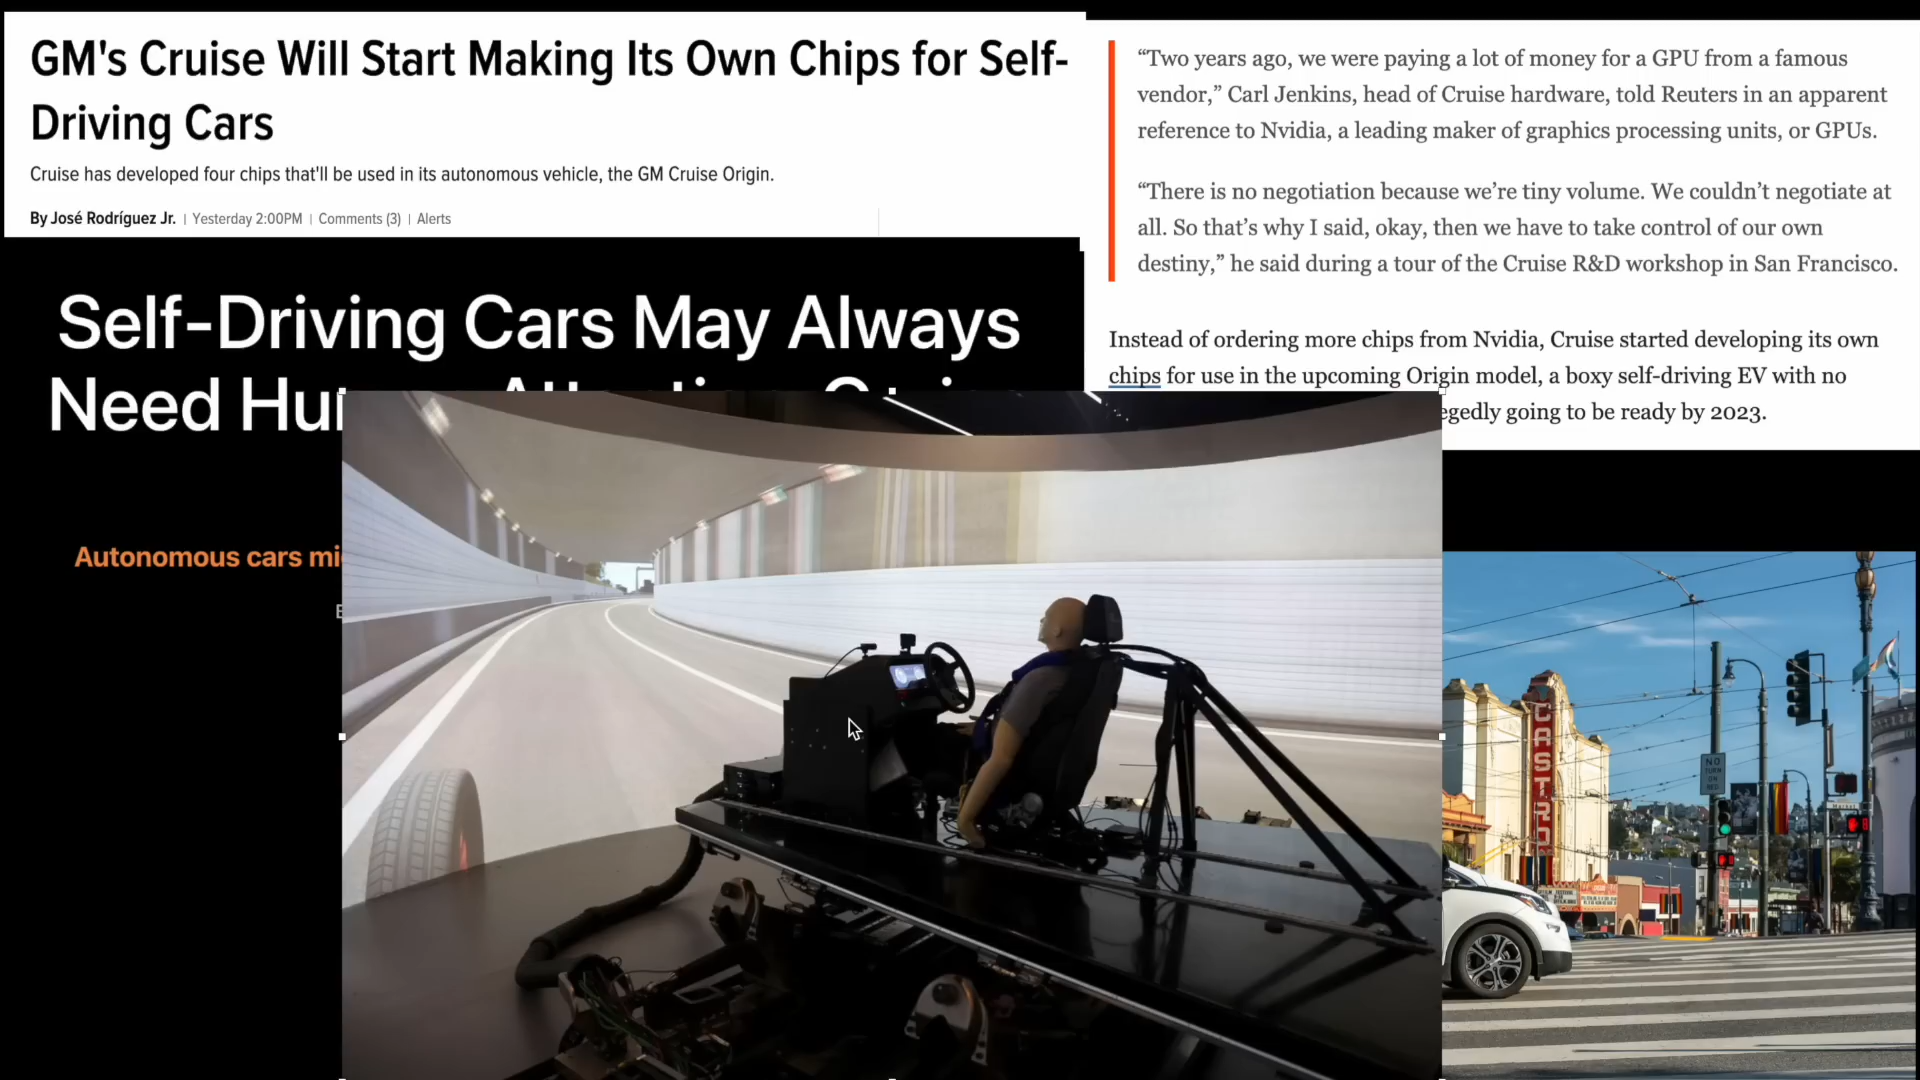 GM's Cruise Will Start Making Its Own Chips for Self-
Driving Cars
Cruise has developed four chips that'll be used in its autonomous vehicle, the GM Cruise Origin.
By José Rodríguez Jr. | Yesterday 2:00PM | Comments (3) | Alerts
“Two years ago, we were paying a lot of money for a GPU from a famous
vendor,” Carl Jenkins, head of Cruise hardware, told Reuters in an apparent
reference to Nvidia, a leading maker of graphics processing units, or GPUs.
“There is no negotiation because we’re tiny volume. We couldn’t negotiate at
all. So that’s why I said, okay, then we have to take control of our own
destiny,” he said during a tour of the Cruise R&D workshop in San Francisco.
Instead of ordering more chips from Nvidia, Cruise started developing its own
chips for use in the upcoming Origin model, a boxy self-driving EV with no
egedly going to be ready by 2023.
Self-Driving Cars May Always
Need Hu
Autonomous cars mi
CASTRO
NO
TURN
ON
RED